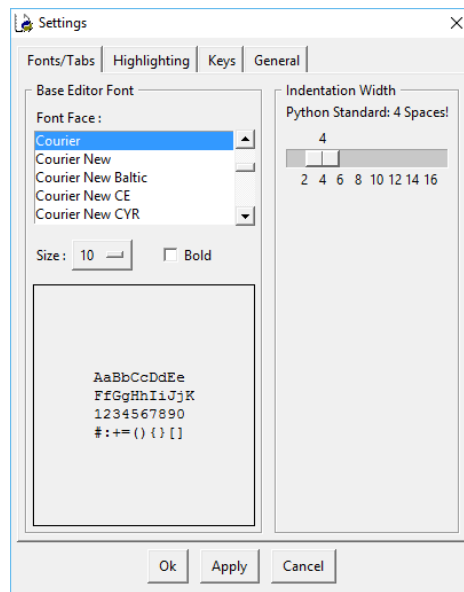 Settings
Fonts/Tabs Highlighting Keys General
Base Editor Font
Font Face :
Courier
Courier New
Courier New Baltic
Courier New CE
Courier New CYR
Size : 10 Bold
AaBbCcDdEe
FfGgHhIiJjK
1234567890
#:+=(){}[]
Indentation Width
Python Standard: 4 Spaces!
4
2 4 6 8 10 12 14 16
Ok Apply Cancel